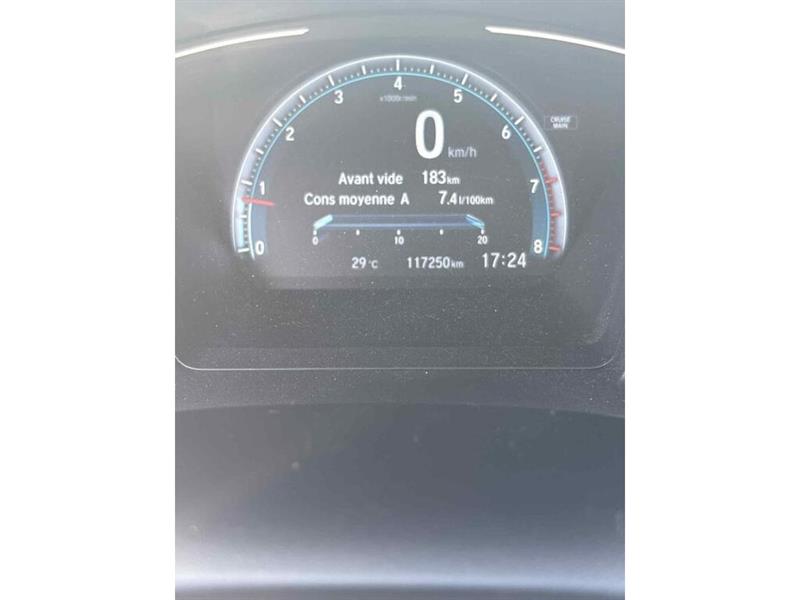 4
3 5
x1000r/min
2 6
0 km/h
CRUISE
MAIN
Avant vide 183km
1 7
Cons moyenne A 7.4 l/100km
0 10 20
0 8
29 °C 117250km 17:24